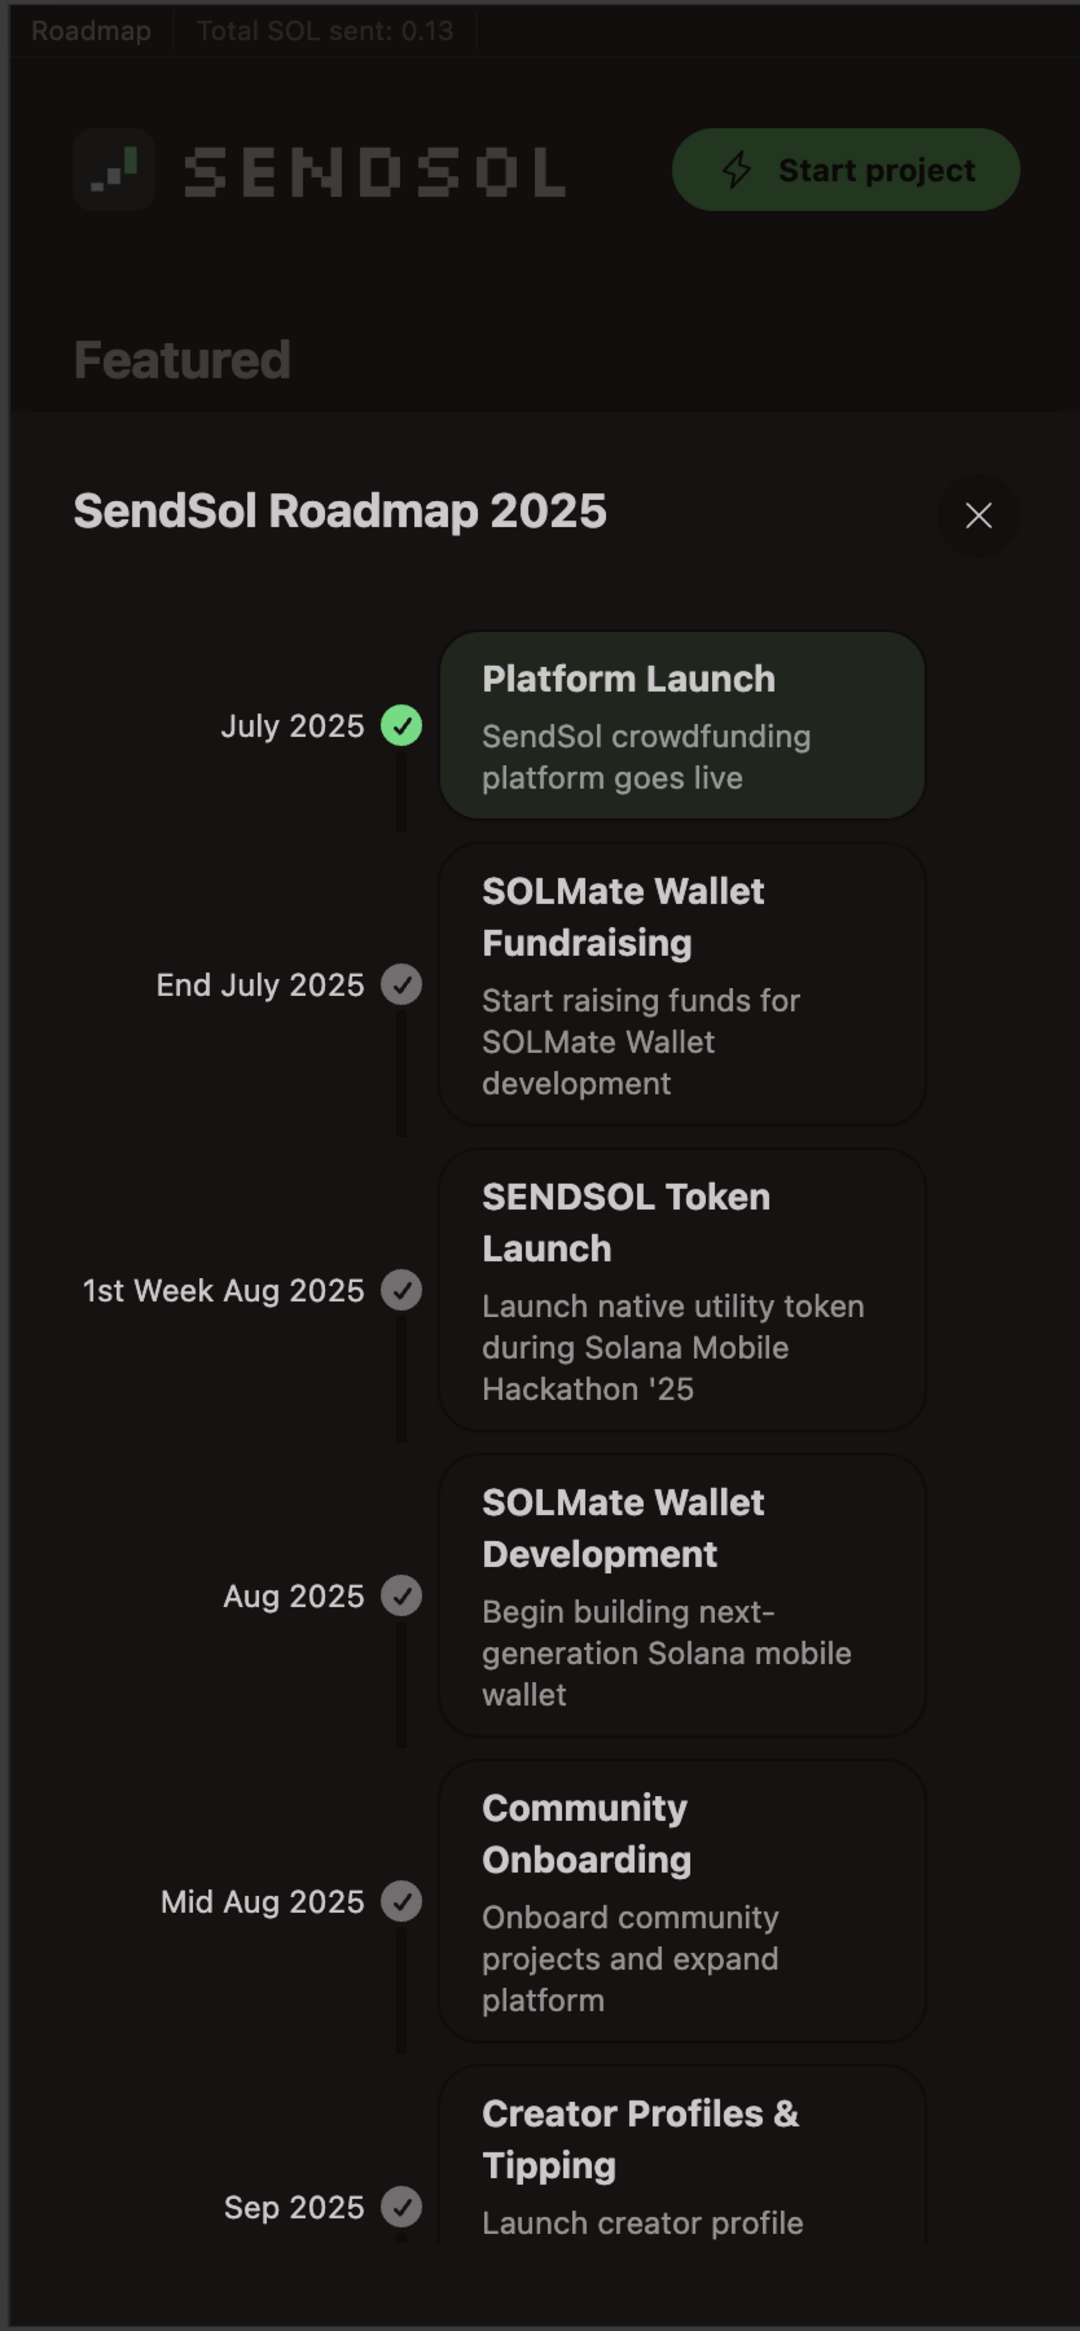 Roadmap
Total SOL sent: 0.13
SENDSOL
Start project
Featured
SendSol Roadmap 2025
July 2025
Platform Launch
SendSol crowdfunding
platform goes live
End July 2025
SOLMate Wallet
Fundraising
Start raising funds for
SOLMate Wallet
development
1st Week Aug 2025
SENDSOL Token
Launch
Launch native utility token
during Solana Mobile
Hackathon '25
Aug 2025
SOLMate Wallet
Development
Begin building next-
generation Solana mobile
wallet
Mid Aug 2025
Community
Onboarding
Onboard community
projects and expand
platform
Sep 2025
Creator Profiles &
Tipping
Launch creator profile